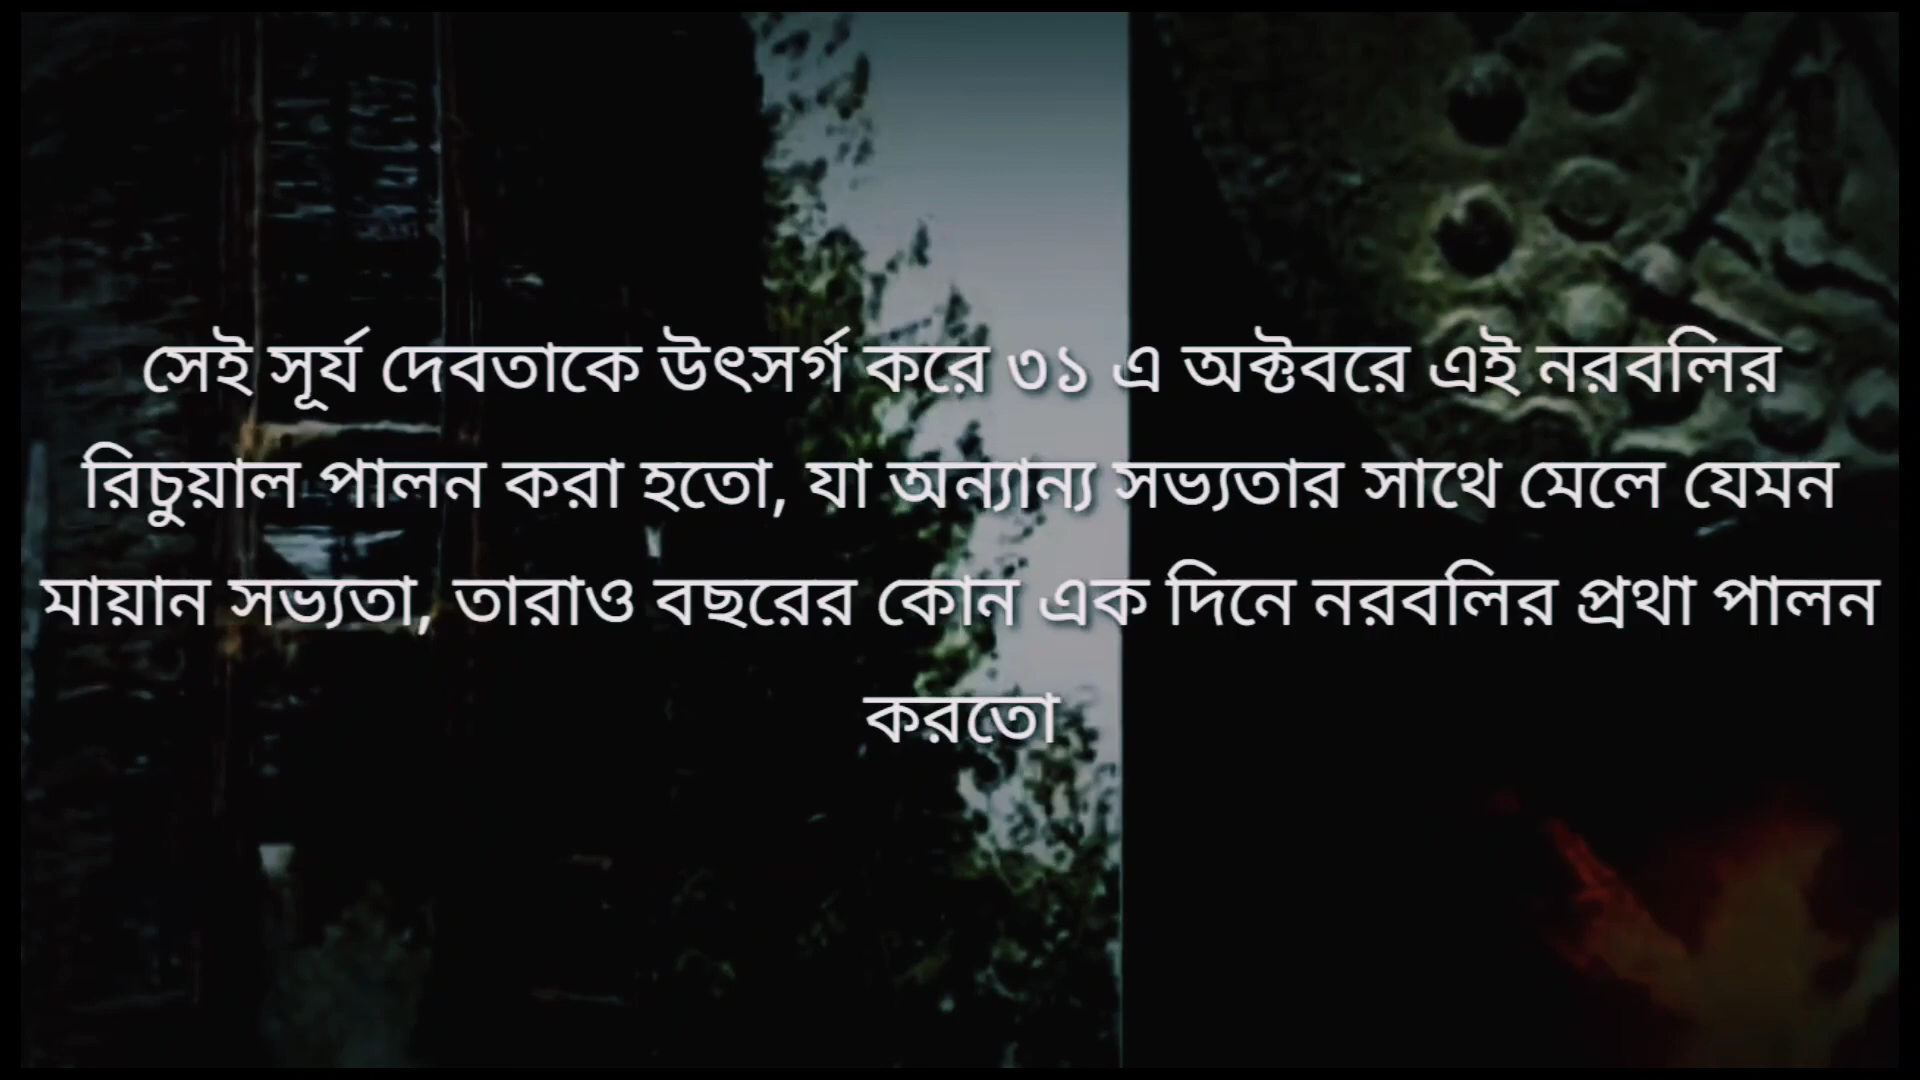 সেই সূর্য দেবতাকে উৎসর্গ করে ৩১ এ অক্টবরে এই নরবলির
রিচুয়াল পালন করা হতো, যা অন্যান্য সভ্যতার সাথে মেলে যেমন
মায়ান সভ্যতা, তারাও বছরের কোন এক দিনে নরবলির প্রথা পালন
করতো